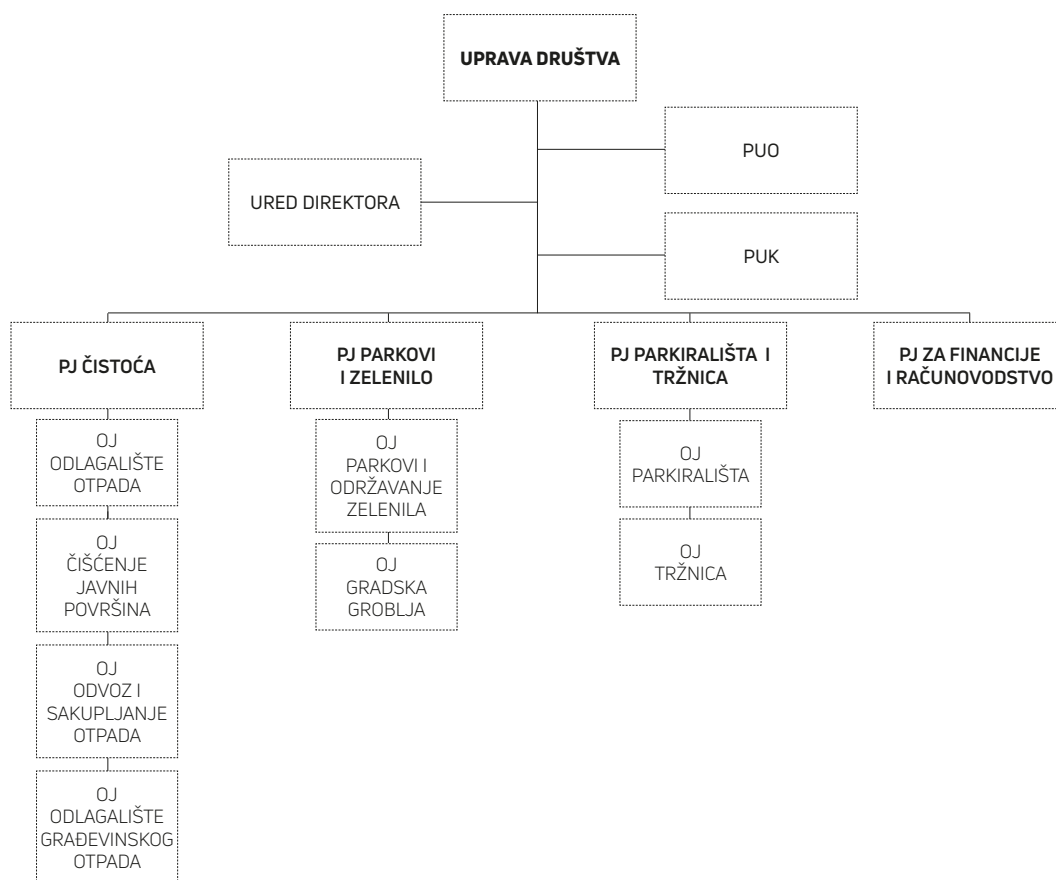 UPRAVA DRUŠTVA
PUO
URED DIREKTORA
PUK
PJ ČISTOĆA
PJ PARKOVI
I ZELENILO
PJ PARKIRALIŠTA I
TRŽNICA
PJ ZA FINANCIJE
I RAČUNOVODSTVO
OJ
ODLAGALIŠTE
OTPADA
OJ
ČIŠĆENJE
JAVNIH
POVRŠINA
OJ
ODVOZ I
SAKUPLJANJE
OTPADA
OJ
ODLAGALIŠTE
GRAĐEVINSKOG
OTPADA
OJ
PARKOVI I
ODRŽAVANJE
ZELENILA
OJ
GRADSKA
GROBLJA
OJ
PARKIRALIŠTA
OJ
TRŽNICA